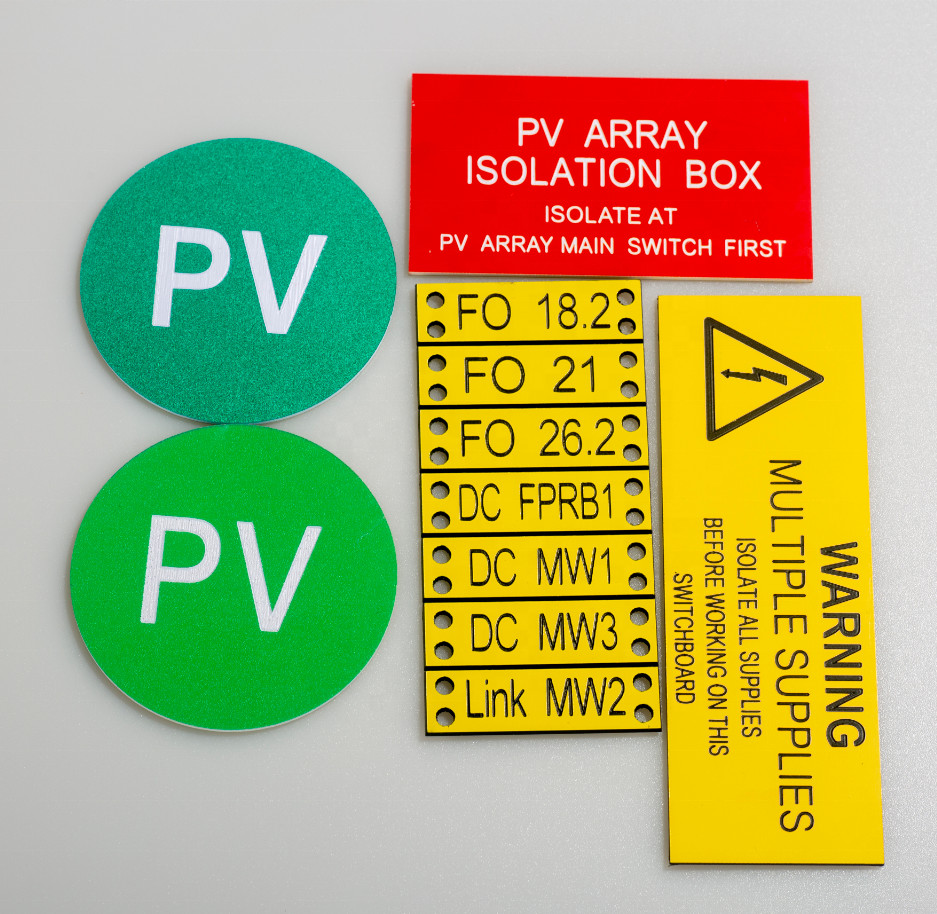 PV
PV
PV ARRAY
ISOLATION BOX
ISOLATE AT
PV ARRAY MAIN SWITCH FIRST
FO 18.2
FO 21
FO 26.2
DC FPRB1
DC MW1
DC MW3
Link MW2
WARNING
MULTIPLE SUPPLIES
ISOLATE ALL SUPPLIES
BEFORE WORKING ON THIS
SWITCHBOARD